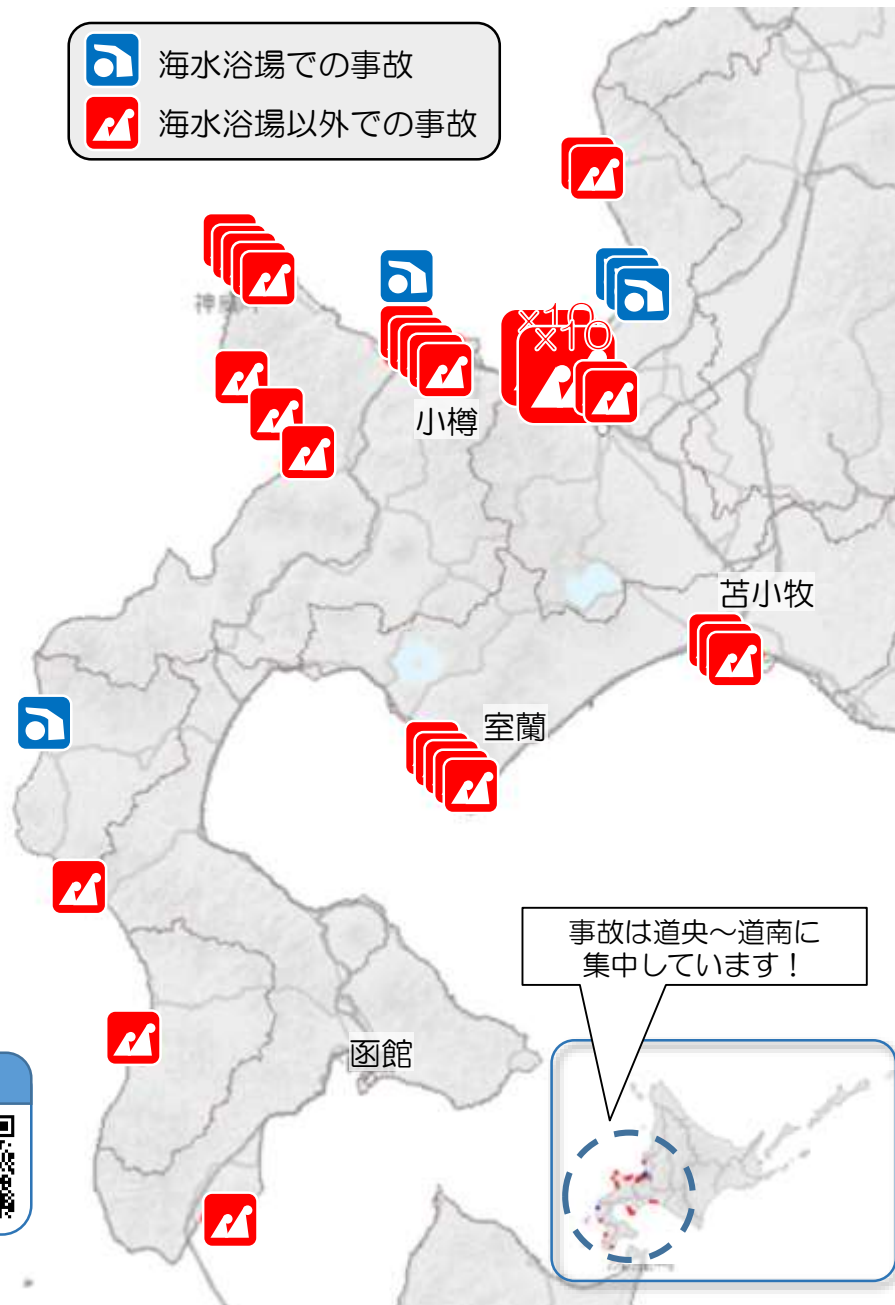 海水浴場での事故
海水浴場以外での事故
×10
×10
小樽
苫小牧
室蘭
事故は道央～道南に
集中しています！
函館